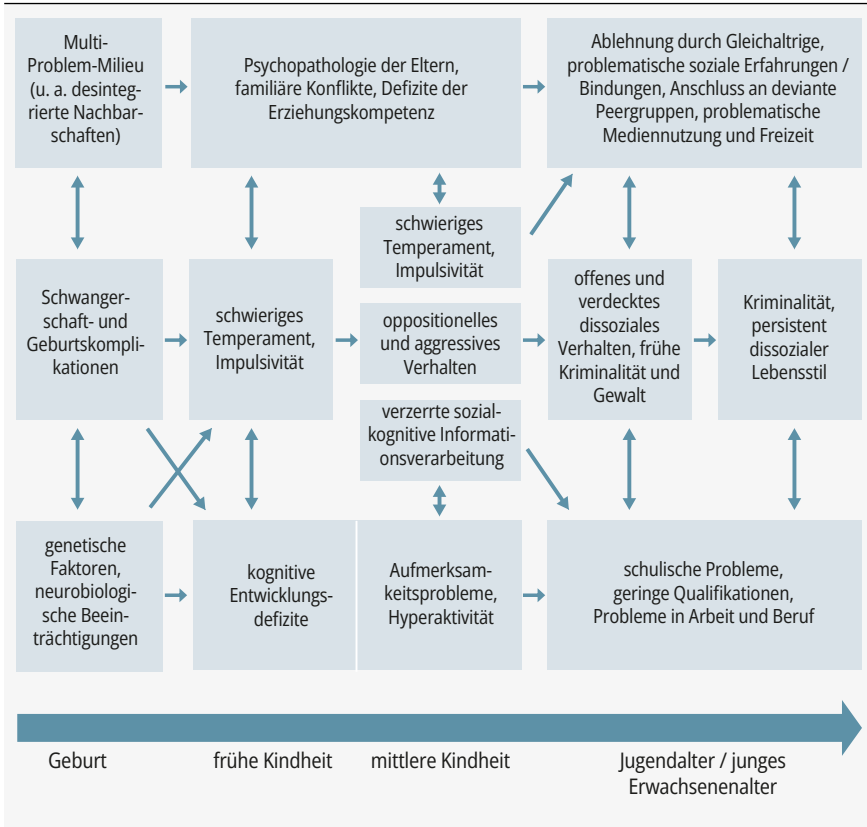 Multi-
Problem-Milieu
(u. a. desinteg-
rierte Nachbar-
schaften)
Psychopathologie der Eltern,
familiäre Konflikte, Defizite der
Erziehungskompetenz
Ablehnung durch Gleichaltrige,
problematische soziale Erfahrungen /
Bindungen, Anschluss an deviante
Peergruppen, problematische
Mediennutzung und Freizeit
schwieriges
Temperament,
Impulsivität
Schwanger-
schaft- und
Geburtskompli-
kationen
schwieriges
Temperament,
Impulsivität
oppositionelles
und aggressives
Verhalten
offenes und
verdecktes
dissoziales
Verhalten, frühe
Kriminalität und
Gewalt
Kriminalität,
persistent
dissozialer
Lebensstil
verzerrte sozial-
kognitive Informati-
onsverarbeitung
genetische
Faktoren,
neurobiologi-
sche Beein-
trächtigungen
kognitive
Entwicklungs-
defizite
Aufmerksam-
keitsprobleme,
Hyperaktivität
schulische Probleme,
geringe Qualifikationen,
Probleme in Arbeit und Beruf
Geburt
frühe Kindheit
mittlere Kindheit
Jugendalter / junges
Erwachsenenalter